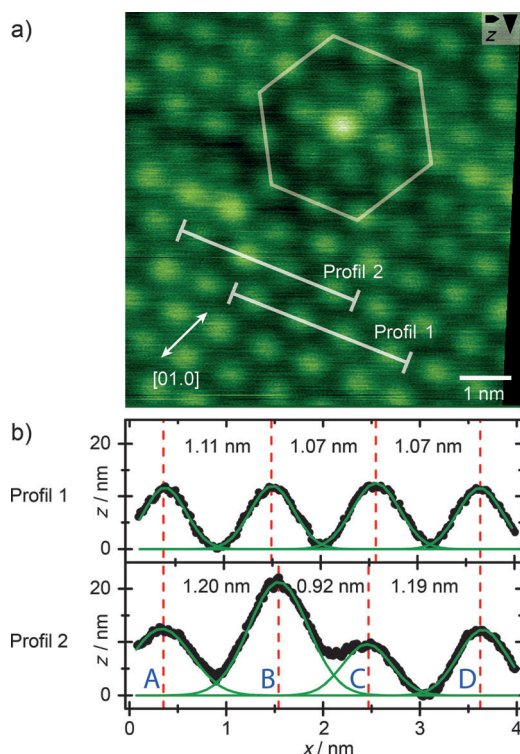 a)
z
Profil 2
Profil 1
[01.0]
1 nm
b)
1.11 nm 1.07 nm 1.07 nm
Profil 1
z / nm
20
10
0
1.20 nm 0.92 nm 1.19 nm
Profil 2
z / nm
20
10
0
A B C D
0 1 2 3 4
x / nm